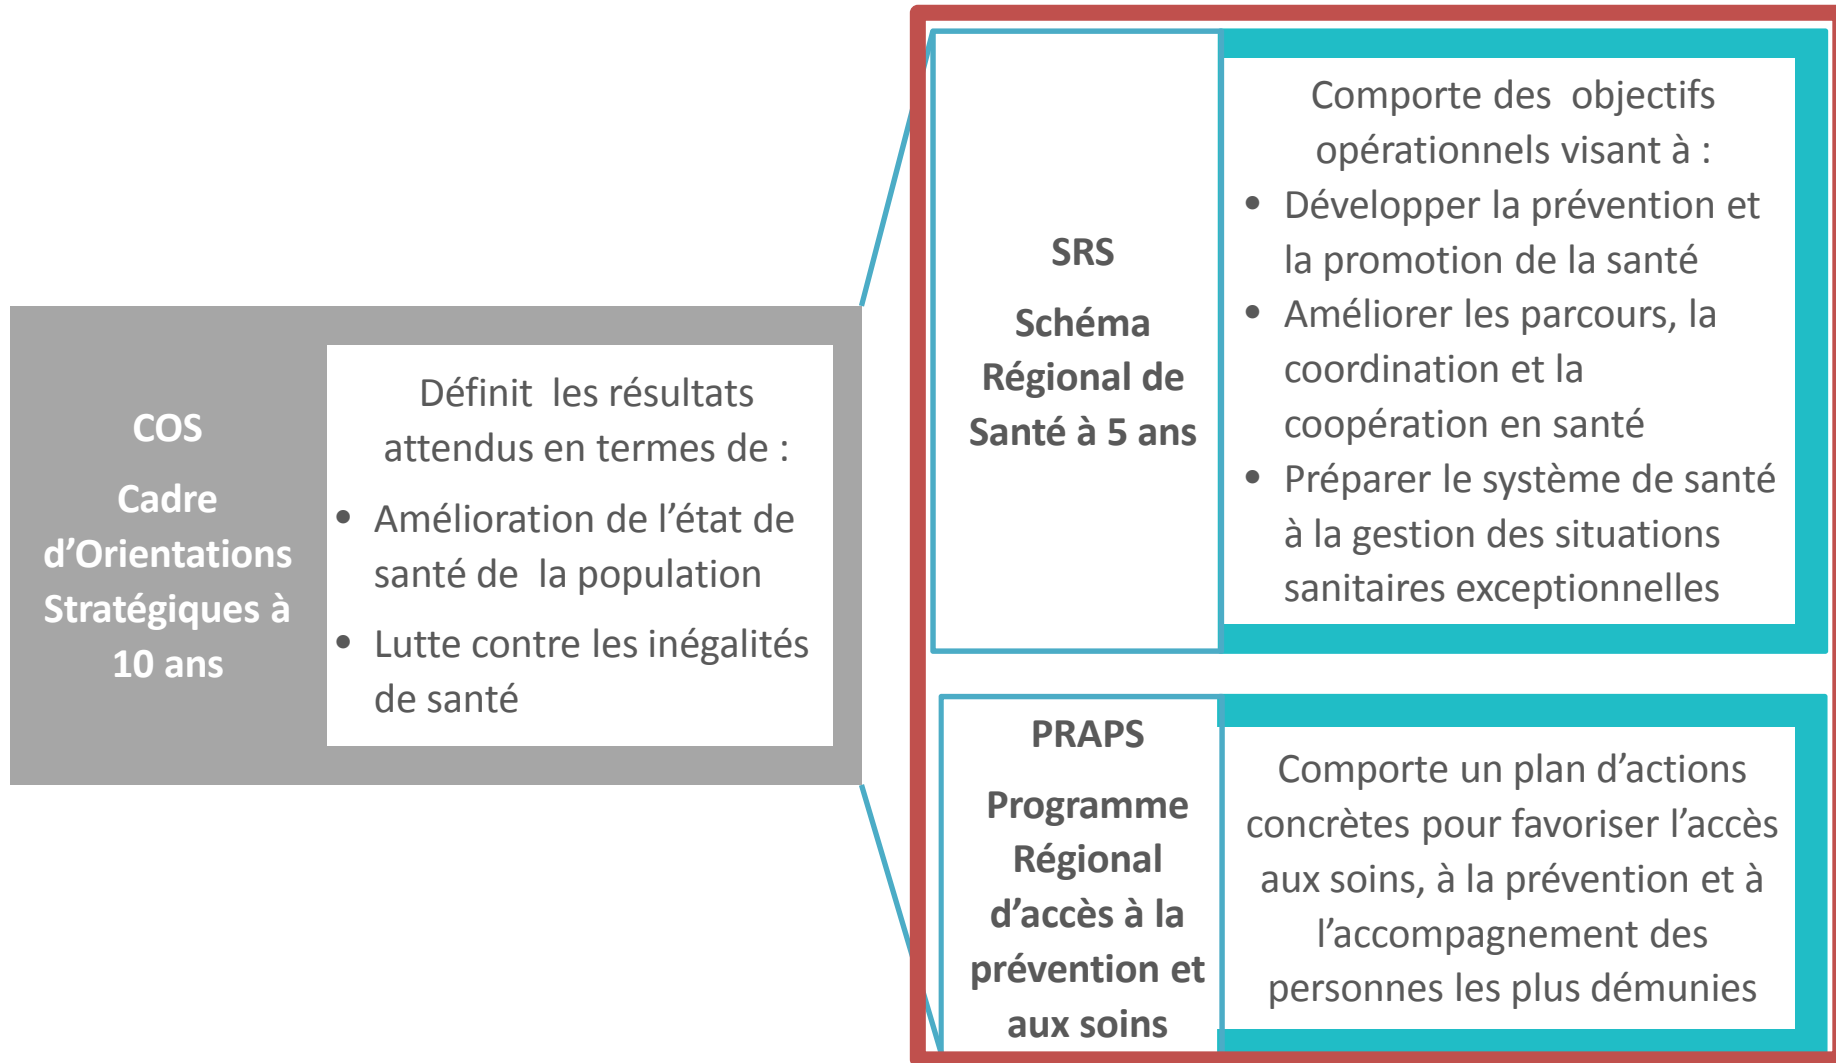 COS
Cadre
d’Orientations
Stratégiques à
10 ans
Définit les résultats
attendus en termes de :
• Amélioration de l’état de
santé de la population
• Lutte contre les inégalités
de santé
SRS
Schéma
Régional de
Santé à 5 ans
Comporte des objectifs
opérationnels visant à :
• Développer la prévention et
la promotion de la santé
• Améliorer les parcours, la
coordination et la
coopération en santé
• Préparer le système de santé
à la gestion des situations
sanitaires exceptionnelles
PRAPS
Programme
Régional
d’accès à la
prévention et
aux soins
Comporte un plan d’actions
concrètes pour favoriser l’accès
aux soins, à la prévention et à
l’accompagnement des
personnes les plus démunies